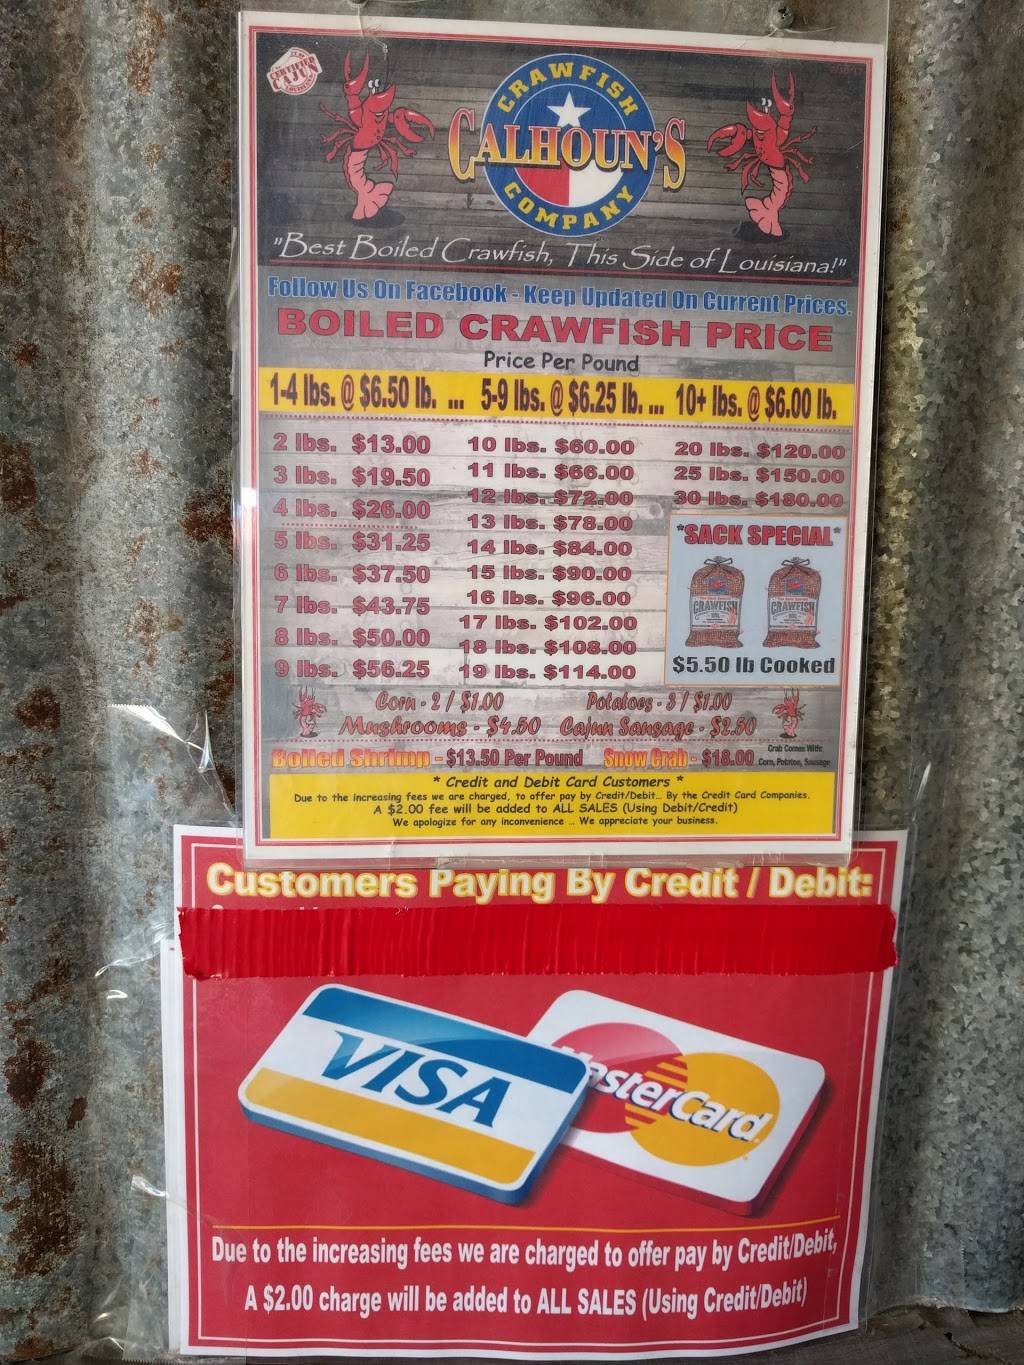 IT'S
CERTIFIED
CAJUN
LOUISIANA
CRAWFISH
CALHOUN'S
COMPANY
"Best Boiled Crawfish, This Side of Louisiana!"
Follow Us On Facebook - Keep Updated On Current Prices.
BOILED CRAWFISH PRICE
Price Per Pound
1-4 lbs. @ $6.50 lb. ... 5-9 lbs. @ $6.25 lb. ... 10+ lbs. @ $6.00 lb.
2 lbs. $13.00
3 lbs. $19.50
4 lbs. $26.00
5 lbs. $31.25
6 lbs. $37.50
7 lbs. $43.75
8 lbs. $50.00
9 lbs. $56.25
10 lbs. $60.00
11 lbs. $66.00
12 lbs. $72.00
13 lbs. $78.00
14 lbs. $84.00
15 lbs. $90.00
16 lbs. $96.00
17 lbs. $102.00
18 lbs. $108.00
19 lbs. $114.00
20 lbs. $120.00
25 lbs. $150.00
30 lbs. $180.00
*SACK SPECIAL*
CRAWFISH CRAWFISH
$5.50 lb Cooked
Corn - 2 / $1.00 Potatoes - 3 / $1.00
Mushrooms - $4.50 Cajun Sausage - $2.50
Boiled Shrimp - $13.50 Per Pound Snow Crab - $18.00 Crab Comes With:
Corn, Potatoe, Sausage
* Credit and Debit Card Customers *
Due to the increasing fees we are charged, to offer pay by Credit/Debit... By the Credit Card Companies.
A $2.00 fee will be added to ALL SALES (Using Debit/Credit)
We apologize for any inconvenience ... We appreciate your business.
Customers Paying By Credit / Debit:
VISA
MasterCard
Due to the increasing fees we are charged to offer pay by Credit/Debit,
A $2.00 charge will be added to ALL SALES (Using Credit/Debit)